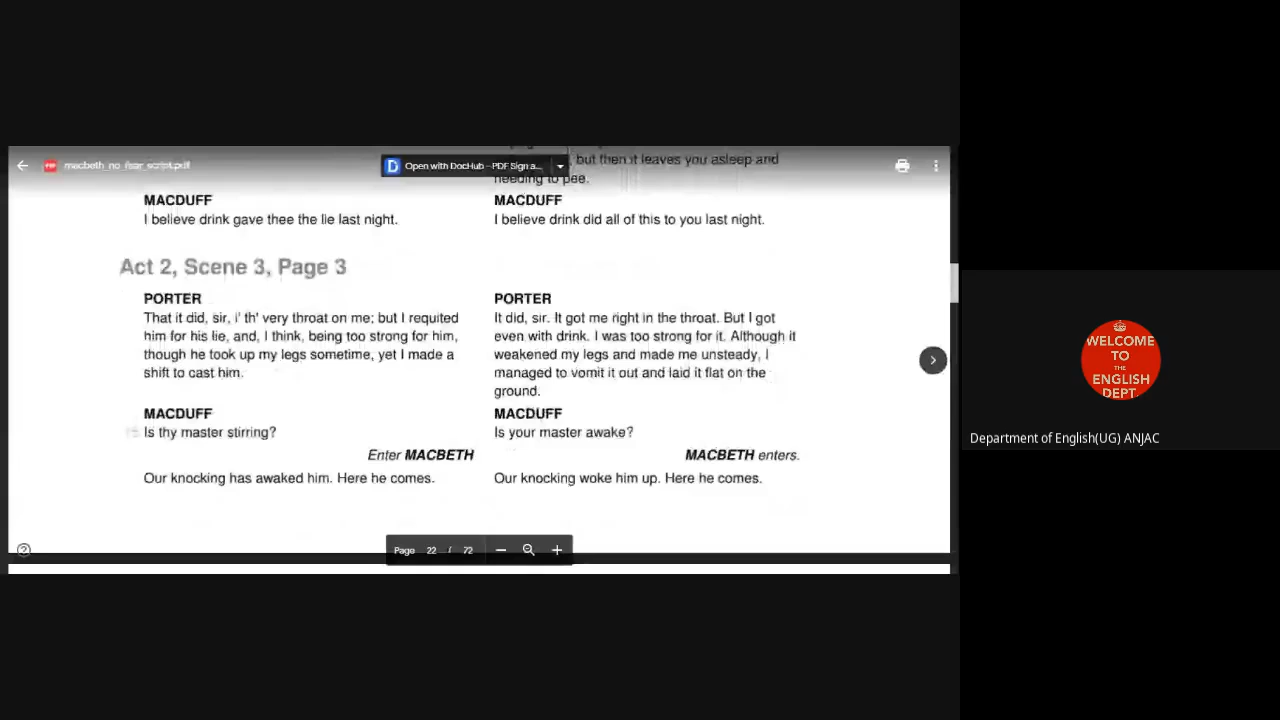 macbeth_no_fear_script.pdf
Open with DocHub - PDF Sign a...
, but then it leaves you asleep and
needing to pee.
MACDUFF
I believe drink gave thee the lie last night.
MACDUFF
I believe drink did all of this to you last night.
Act 2, Scene 3, Page 3
PORTER
That it did, sir, i' th' very throat on me; but I requited
him for his lie, and, I think, being too strong for him,
though he took up my legs sometime, yet I made a
shift to cast him.
PORTER
It did, sir. It got me right in the throat. But I got
even with drink. I was too strong for it. Although it
weakened my legs and made me unsteady, I
managed to vomit it out and laid it flat on the
ground.
MACDUFF
Is thy master stirring?
MACDUFF
Is your master awake?
Enter MACBETH
MACBETH enters.
Our knocking has awaked him. Here he comes.
Our knocking woke him up. Here he comes.
Page 22 / 72
WELCOME
TO
THE
ENGLISH
DEPT.
Department of English(UG) ANJAC